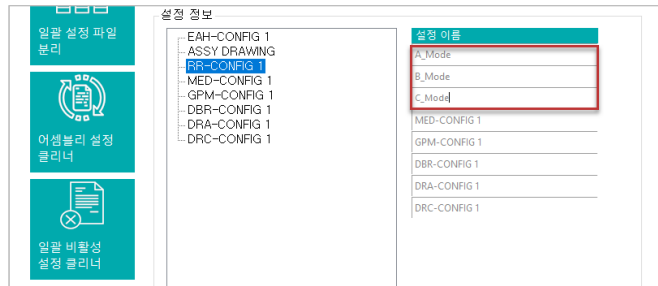 일괄 설정 파일
분리
어셈블리 설정
클리너
일괄 비활성
설정 클리너
설정 정보
EAH-CONFIG 1
ASSY DRAWING
RR-CONFIG 1
MED-CONFIG 1
GPM-CONFIG 1
DBR-CONFIG 1
DRA-CONFIG 1
DRC-CONFIG 1
설정 이름
A_Mode
B_Mode
C_Mode
MED-CONFIG 1
GPM-CONFIG 1
DBR-CONFIG 1
DRA-CONFIG 1
DRC-CONFIG 1